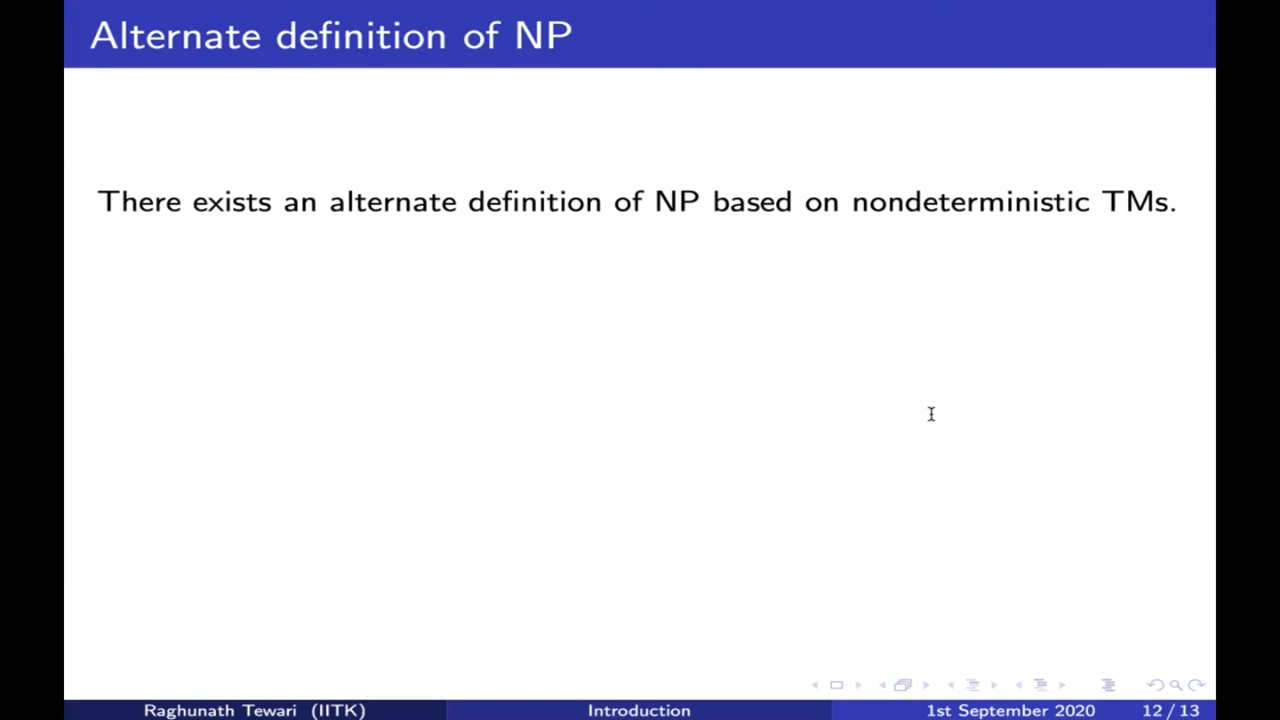 Alternate definition of NP
There exists an alternate definition of NP based on nondeterministic TMs.
Raghunath Tewari (IITK) Introduction 1st September 2020 12 / 13